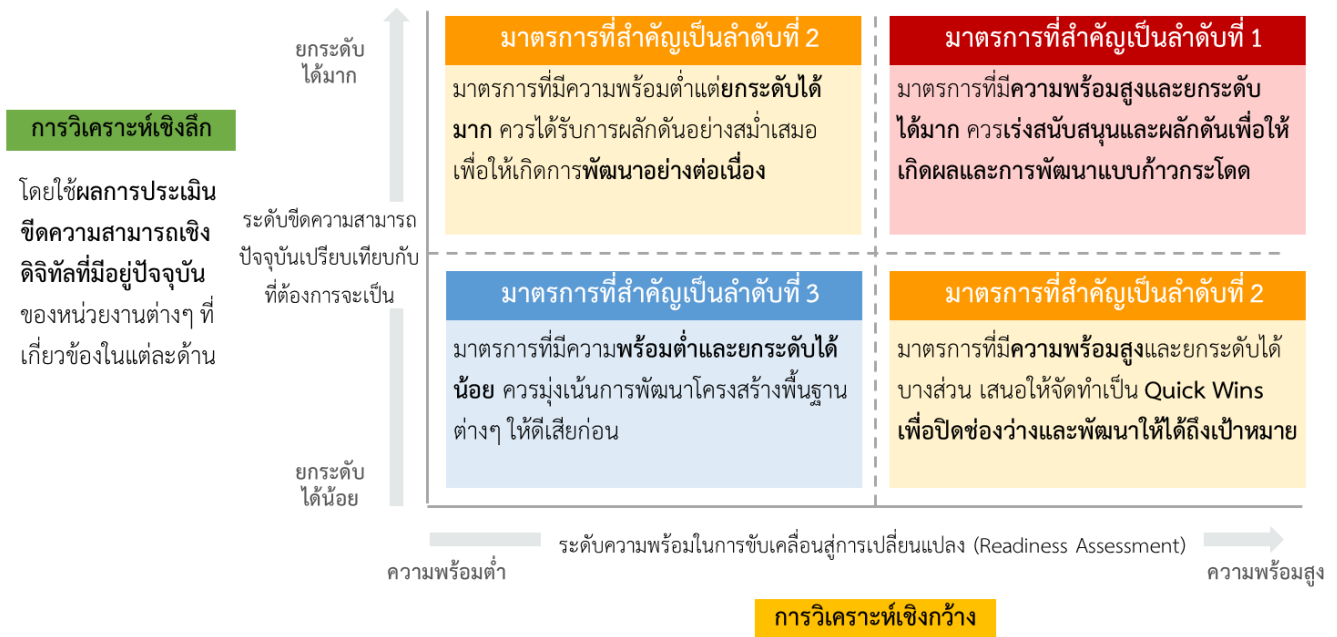 มาตรการที่สำคัญเป็นลำดับที่ 2
มาตรการที่มีความพร้อมต่ำแต่ยกระดับได้
มาก ควรได้รับการผลักดันอย่างสม่ำเสมอ
เพื่อให้เกิดการพัฒนาอย่างต่อเนื่อง
มาตรการที่สำคัญเป็นลำดับที่ 1
มาตรการที่มีความพร้อมสูงและยกระดับ
ได้มาก ควรเร่งสนับสนุนและผลักดันเพื่อให้
เกิดผลและการพัฒนาแบบก้าวกระโดด
ยกระดับ
ได้มาก
การวิเคราะห์เชิงลึก
โดยใช้ผลการประเมิน
ขีดความสามารถเชิง
ดิจิทัลที่มีอยู่ปัจจุบัน
ของหน่วยงานต่างๆ ที่
เกี่ยวข้องในแต่ละด้าน
ระดับขีดความสามารถ
ปัจจุบันเปรียบเทียบกับ
ที่ต้องการจะเป็น
มาตรการที่สำคัญเป็นลำดับที่ 3
มาตรการที่มีความพร้อมต่ำและยกระดับได้
น้อย ควรมุ่งเน้นการพัฒนาโครงสร้างพื้นฐาน
ต่างๆ ให้ดีเสียก่อน
มาตรการที่สำคัญเป็นลำดับที่ 2
มาตรการที่มีความพร้อมสูงและยกระดับได้
บางส่วน เสนอให้จัดทำเป็น Quick Wins
เพื่อปิดช่องว่างและพัฒนาให้ได้ถึงเป้าหมาย
ยกระดับ
ได้น้อย
ระดับความพร้อมในการขับเคลื่อนสู่การเปลี่ยนแปลง (Readiness Assessment)
ความพร้อมต่ำ
ความพร้อมสูง
การวิเคราะห์เชิงกว้าง